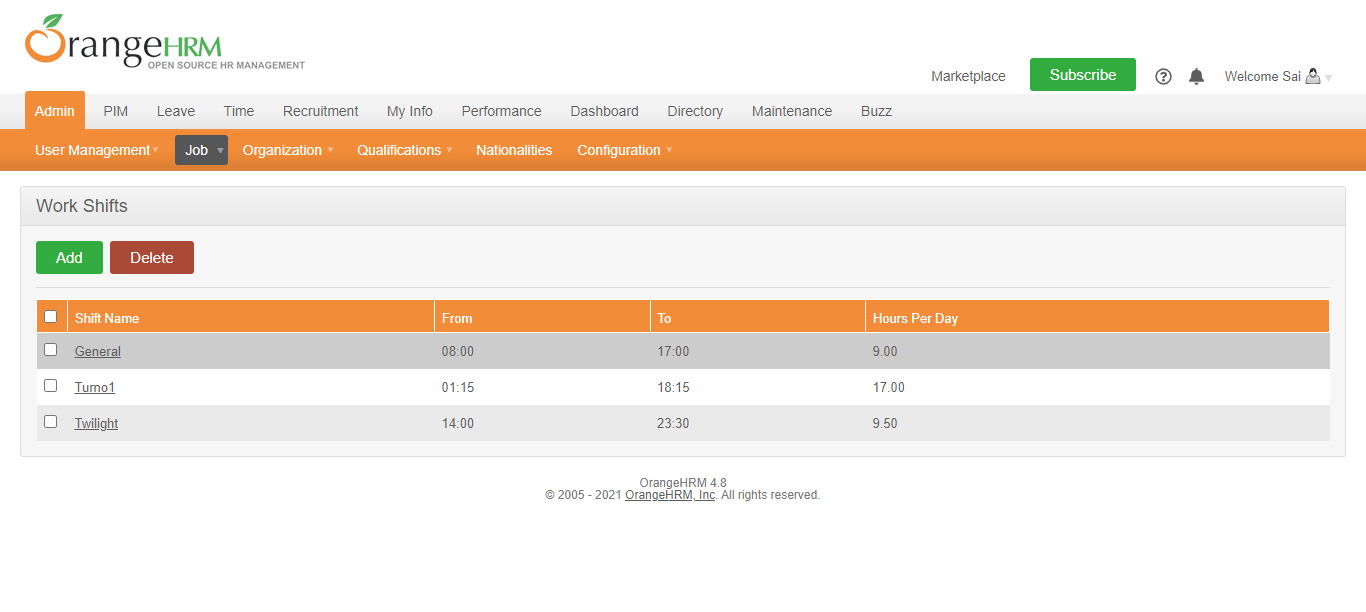 OrangeHRM
OPEN SOURCE HR MANAGEMENT
Marketplace Subscribe Welcome Sai
Admin PIM Leave Time Recruitment My Info Performance Dashboard Directory Maintenance Buzz
User Management Job Organization Qualifications Nationalities Configuration
Work Shifts
Add Delete
Shift Name From To Hours Per Day
General 08:00 17:00 9.00
Turno1 01:15 18:15 17.00
Twilight 14:00 23:30 9.50
OrangeHRM 4.8
© 2005 - 2021 OrangeHRM, Inc. All rights reserved.